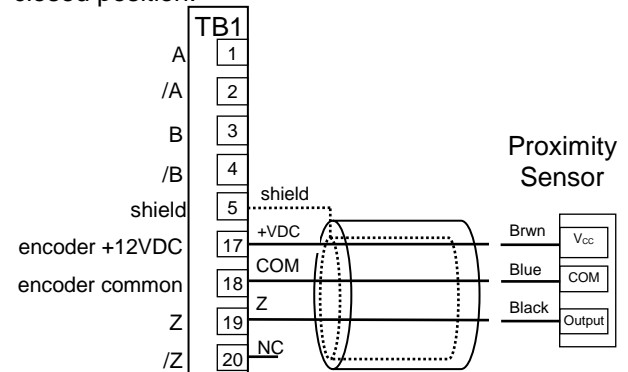 closed position.
TB1
A 1
/A 2
B 3
/B 4
Proximity
Sensor
shield 5 shield
encoder +12VDC 17 +VDC Brwn Vcc
encoder common 18 COM Blue COM
Z 19 Z Black Output
/Z 20 NC